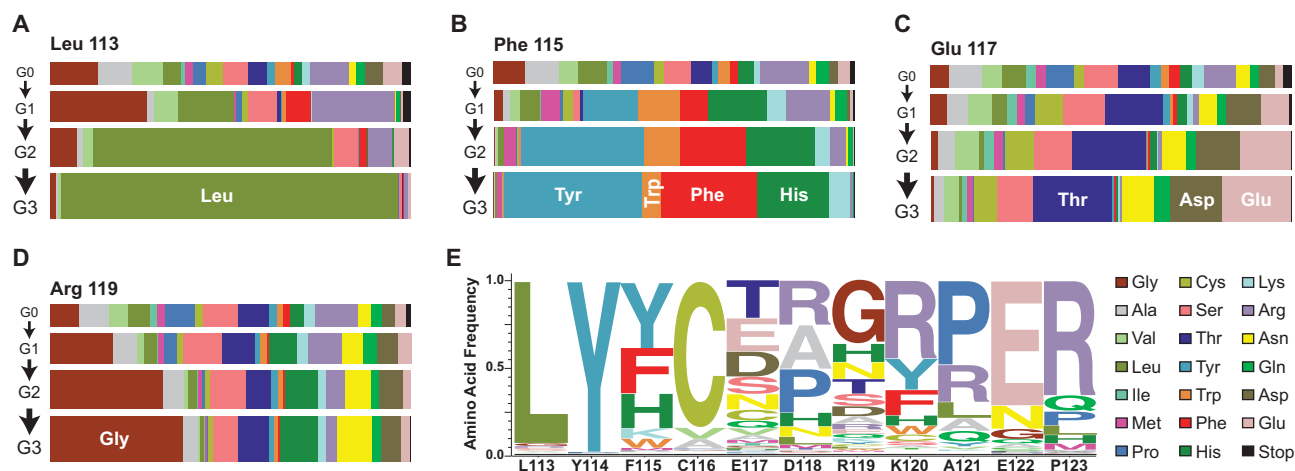 A
Leu 113
G0
G1
G2
G3
Leu
B
Phe 115
G0
G1
G2
G3
Tyr
Trp
Phe
His
C
Glu 117
G0
G1
G2
G3
Thr
Asp
Glu
D
Arg 119
G0
G1
G2
G3
Gly
E
Amino Acid Frequency
1.0
0.5
0.0
L113 Y114 F115 C116 E117 D118 R119 K120 A121 E122 P123
Gly Cys Lys
Ala Ser Arg
Val Thr Asn
Leu Tyr Gln
Ile Trp Asp
Met Phe Glu
Pro His Stop